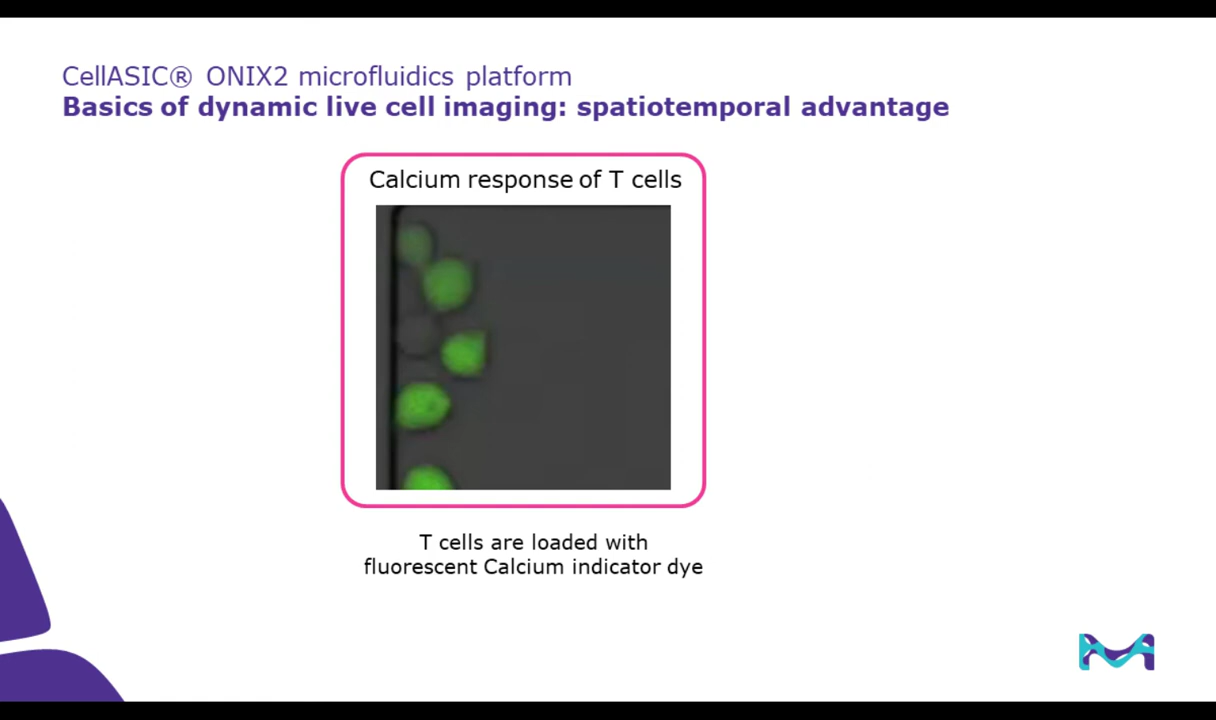 CellASIC® ONIX2 microfluidics platform
Basics of dynamic live cell imaging: spatiotemporal advantage
Calcium response of T cells
T cells are loaded with
fluorescent Calcium indicator dye